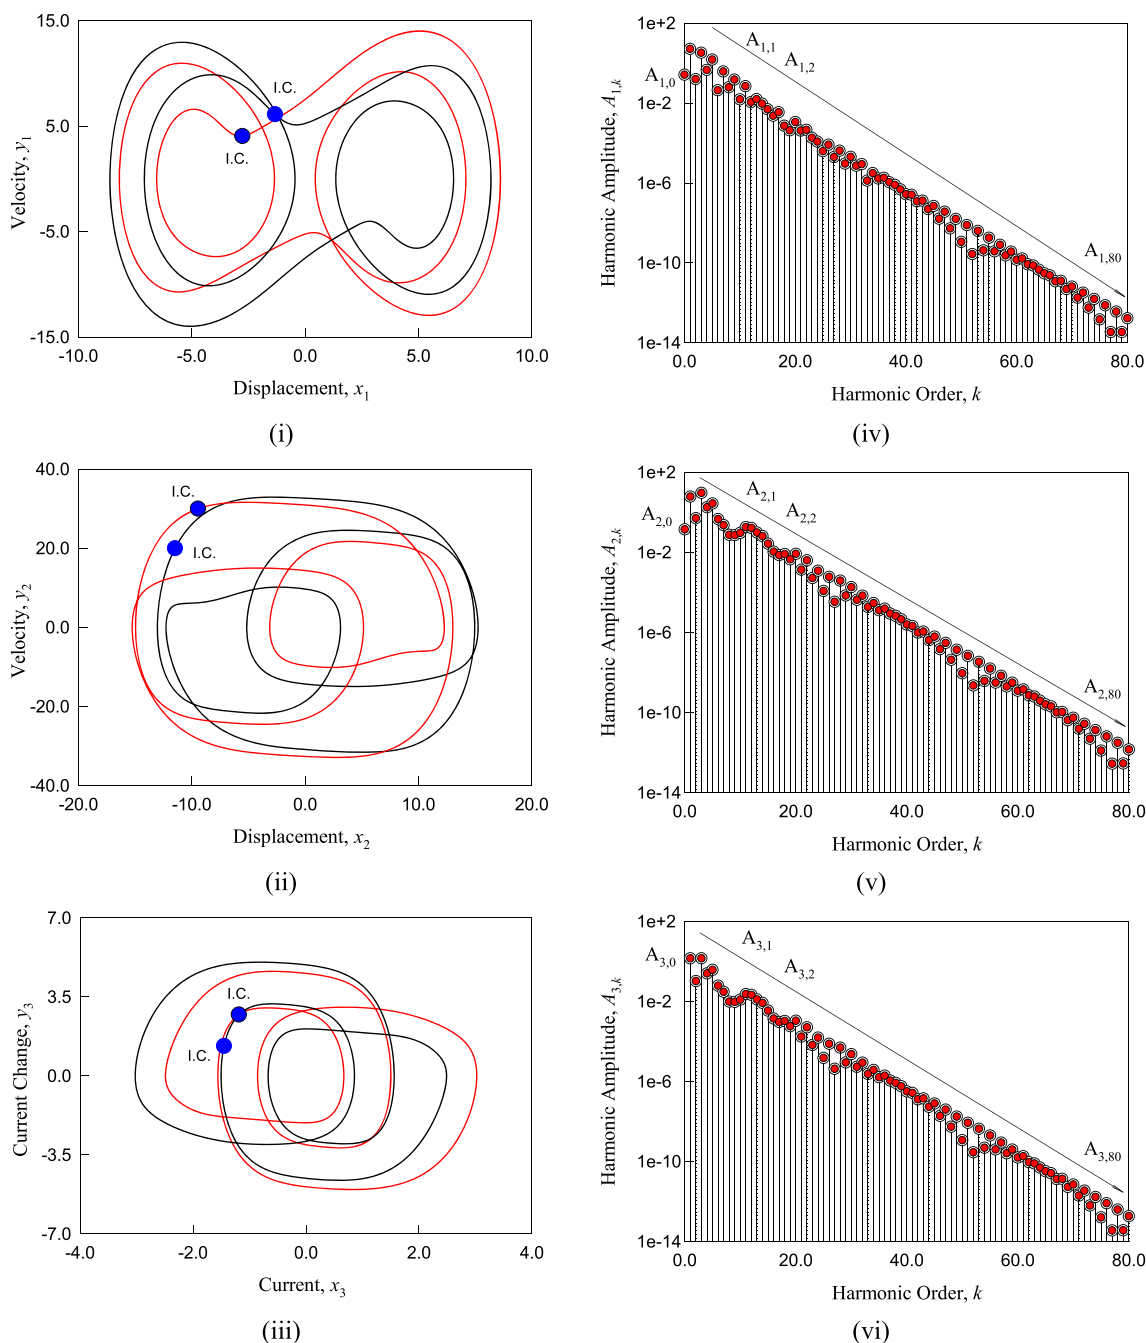 15.0
5.0
-5.0
-15.0
Velocity, y1
I.C.
I.C.
-10.0 -5.0 0.0 5.0 10.0
Displacement, x1
(i)
1e+2
1e-2
1e-6
1e-10
1e-14
Harmonic Amplitude, A1,k
A1,0
A1,1
A1,2
A1,80
0.0 20.0 40.0 60.0 80.0
Harmonic Order, k
(iv)
40.0
20.0
0.0
-20.0
-40.0
Velocity, y2
I.C.
I.C.
-20.0 -10.0 0.0 10.0 20.0
Displacement, x2
(ii)
1e+2
1e-2
1e-6
1e-10
1e-14
Harmonic Amplitude, A2,k
A2,0
A2,1
A2,2
A2,80
0.0 20.0 40.0 60.0 80.0
Harmonic Order, k
(v)
7.0
3.5
0.0
-3.5
-7.0
Current Change, y3
I.C.
I.C.
-4.0 -2.0 0.0 2.0 4.0
Current, x3
(iii)
1e+2
1e-2
1e-6
1e-10
1e-14
Harmonic Amplitude, A3,k
A3,0
A3,1
A3,2
A3,80
0.0 20.0 40.0 60.0 80.0
Harmonic Order, k
(vi)